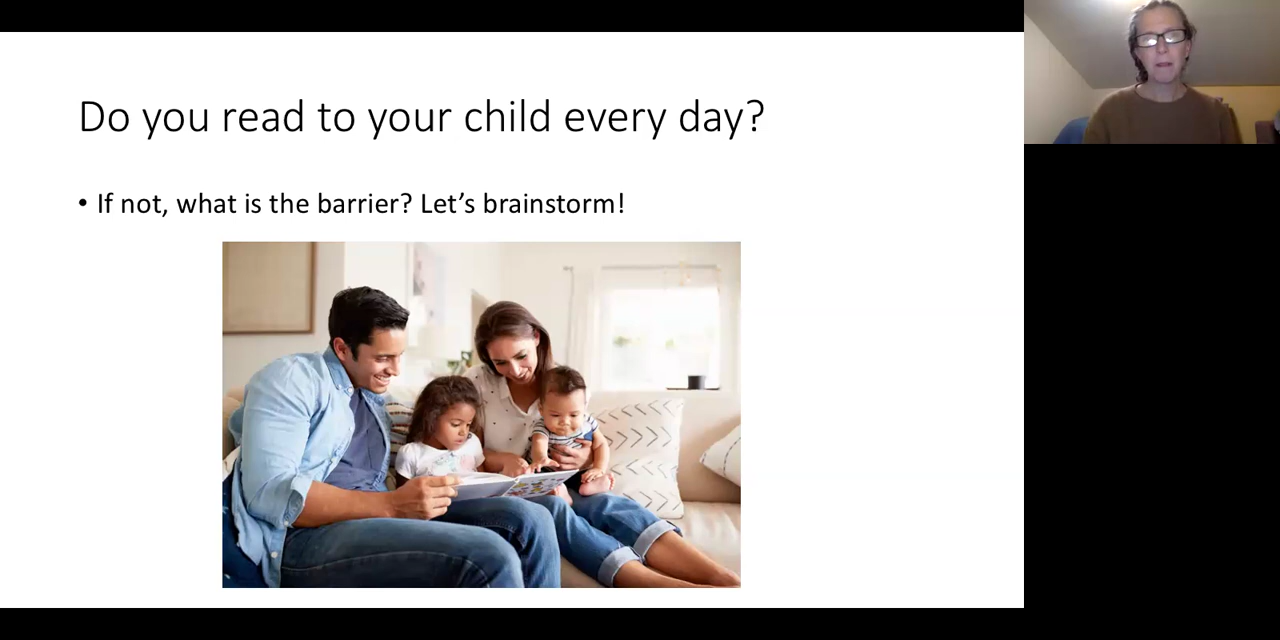 Do you read to your child every day?
• If not, what is the barrier? Let’s brainstorm!